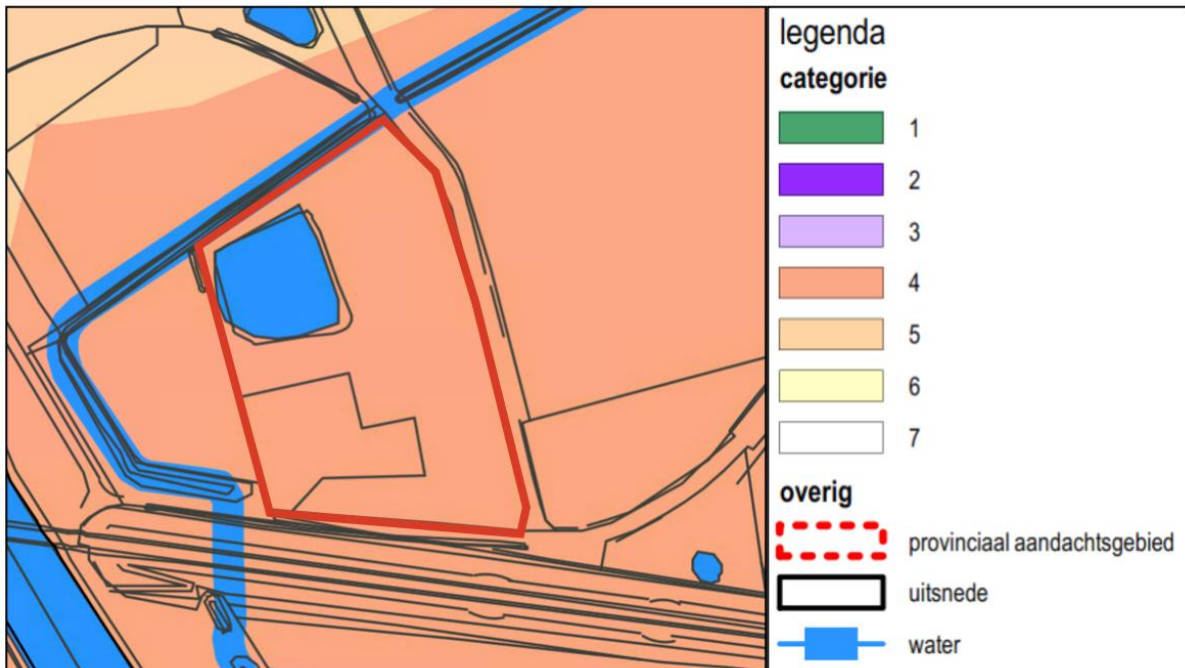 legenda
categorie
1
2
3
4
5
6
7
overig
provinciaal aandachtsgebied
uitsnede
water